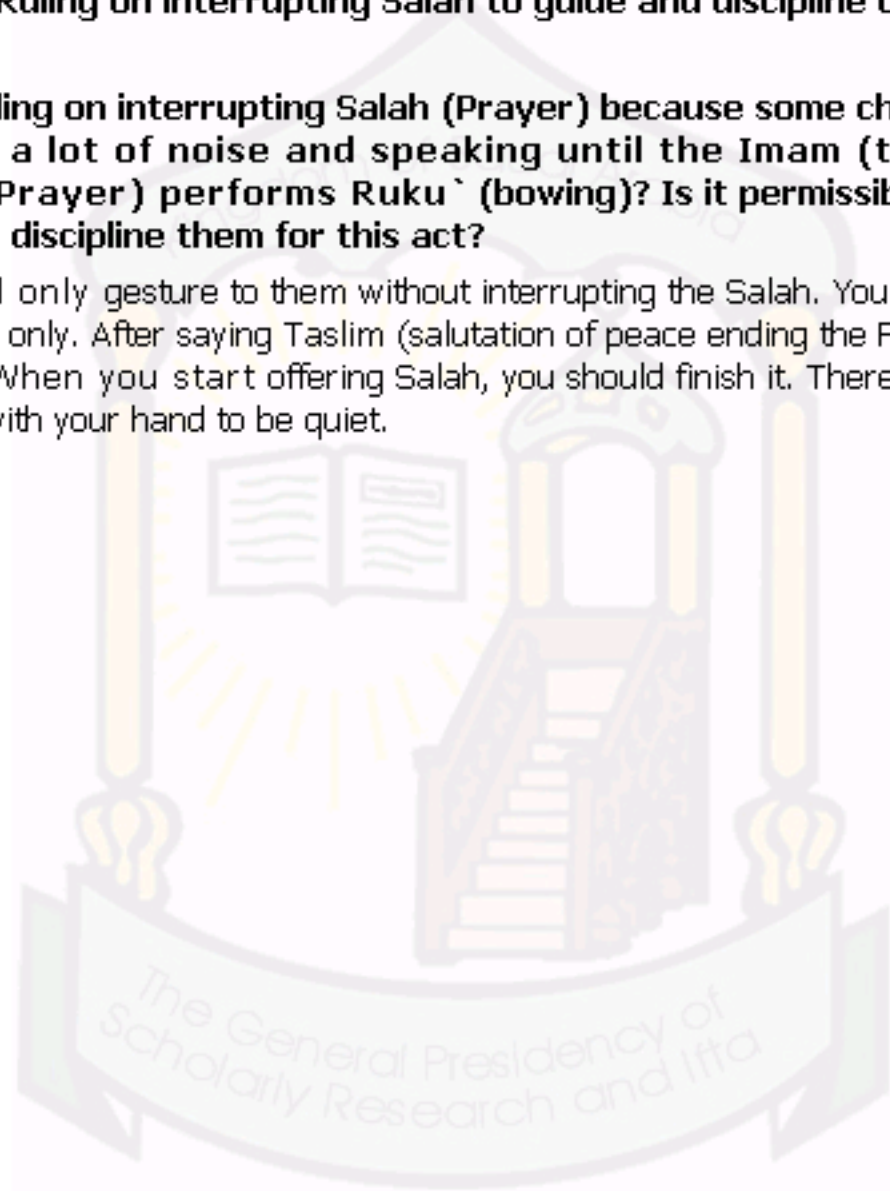 Ruling on interrupting Salah to guide and discipline
ling on interrupting Salah (Prayer) because some ch
a lot of noise and speaking until the Imam (t
Prayer) performs Ruku` (bowing)? Is it permissib
discipline them for this act?
only gesture to them without interrupting the Salah. You
only. After saying Taslim (salutation of peace ending the P
When you start offering Salah, you should finish it. There
with your hand to be quiet.
The General Presidency of
Scholarly Research and Ifta
Kingdom of Saudi Arabia